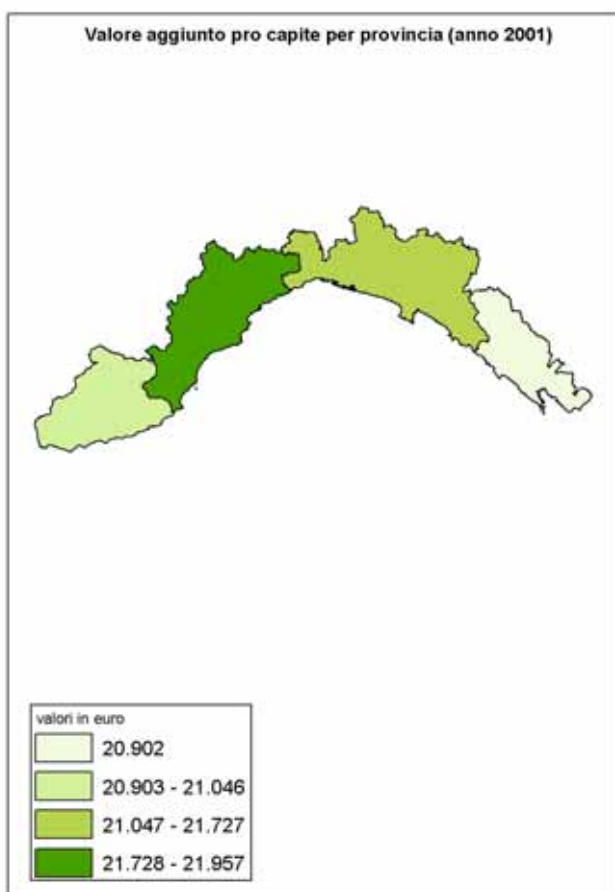 Valore aggiunto pro capite per provincia (anno 2001)
valori in euro
20.902
20.903 - 21.046
21.047 - 21.727
21.728 - 21.957